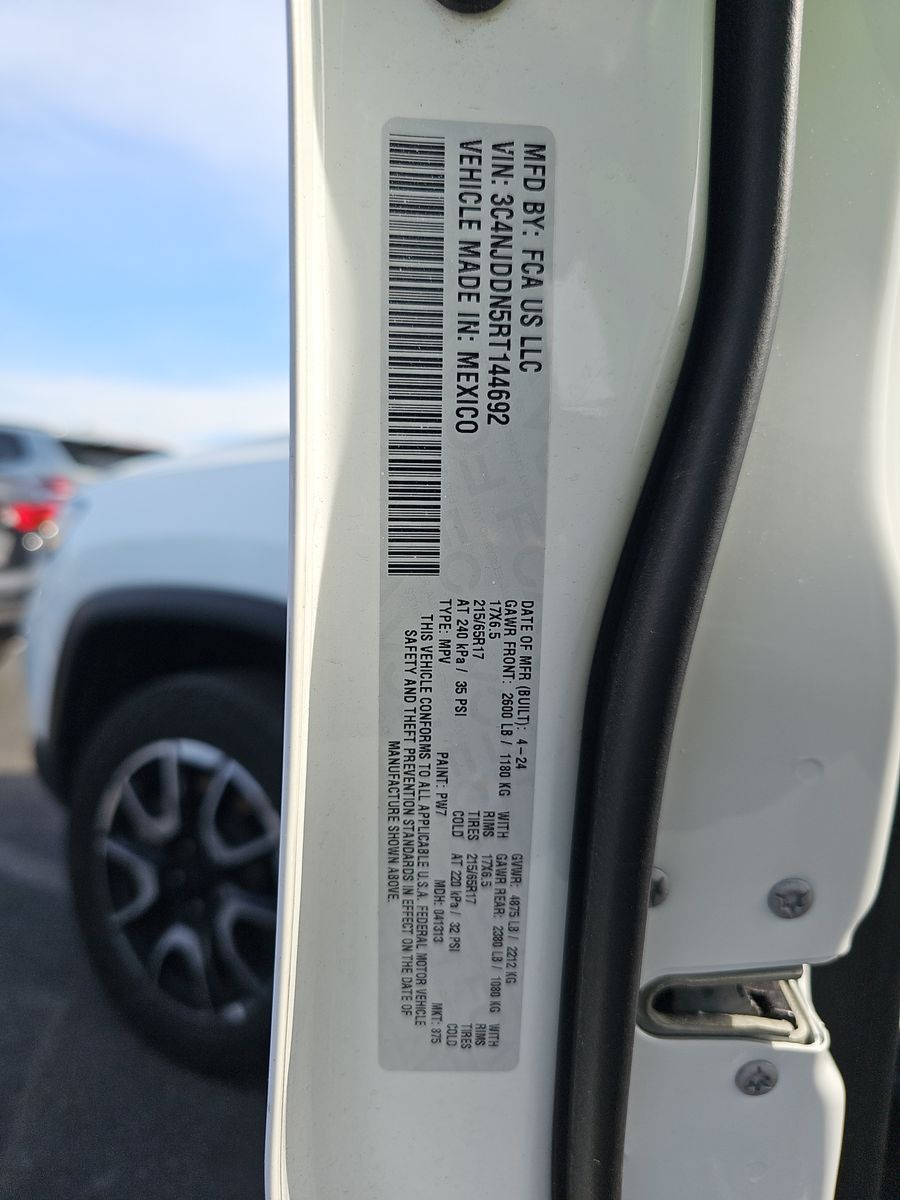 MFD BY: FCA US LLC
VIN: 3C4NJDDN5RT144692
VEHICLE MADE IN: MEXICO
DATE OF MFR (BUILT): 4-24 GVWR: 4875 LB / 2212 KG
GAWR FRONT: 2600 LB / 1180 KG WITH GAWR REAR: 2380 LB / 1080 KG WITH
17X6.5 RIMS 17X6.5 RIMS
215/65R17 TIRES 215/65R17 TIRES
AT 240 kPa / 35 PSI COLD AT 220 kPa / 32 PSI COLD
TYPE: MPV PAINT: PW7 MDH: 041313 MKT: 875
THIS VEHICLE CONFORMS TO ALL APPLICABLE U.S.A. FEDERAL MOTOR VEHICLE
SAFETY AND THEFT PREVENTION STANDARDS IN EFFECT ON THE DATE OF
MANUFACTURE SHOWN ABOVE.